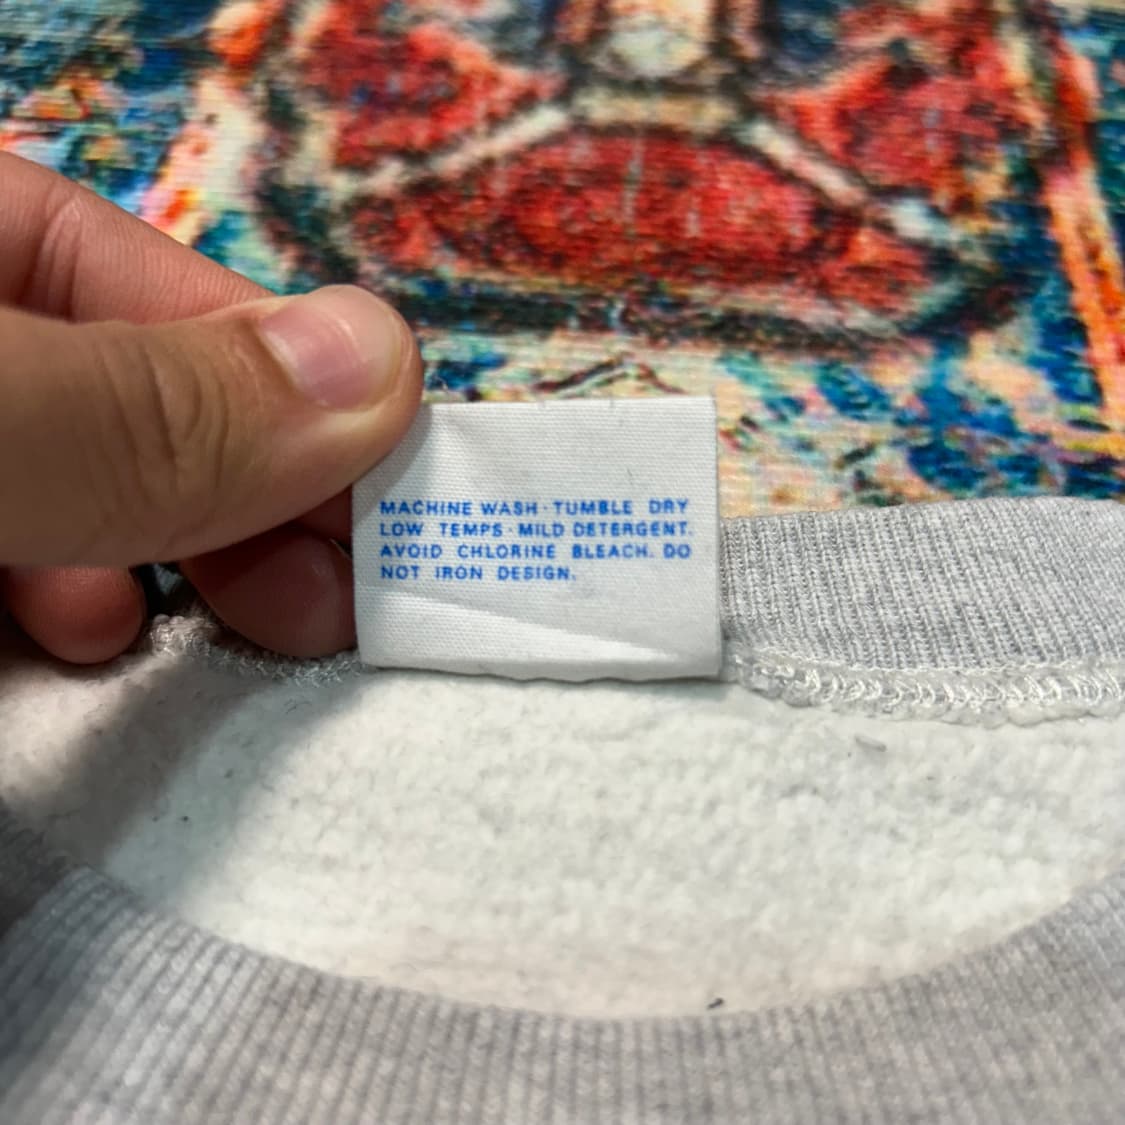 MACHINE WASH · TUMBLE DRY
LOW TEMPS · MILD DETERGENT.
AVOID CHLORINE BLEACH. DO
NOT IRON DESIGN.